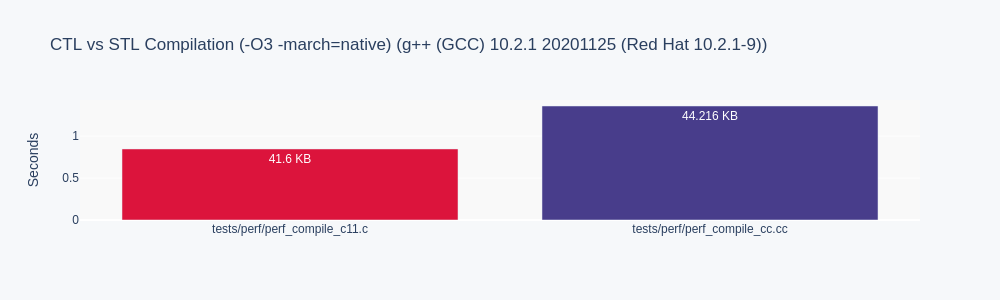 CTL vs STL Compilation (-O3 -march=native) (g++ (GCC) 10.2.1 20201125 (Red Hat 10.2.1-9))
Seconds
1
0.5
0
41.6 KB
44.216 KB
tests/perf/perf_compile_c11.c
tests/perf/perf_compile_cc.cc